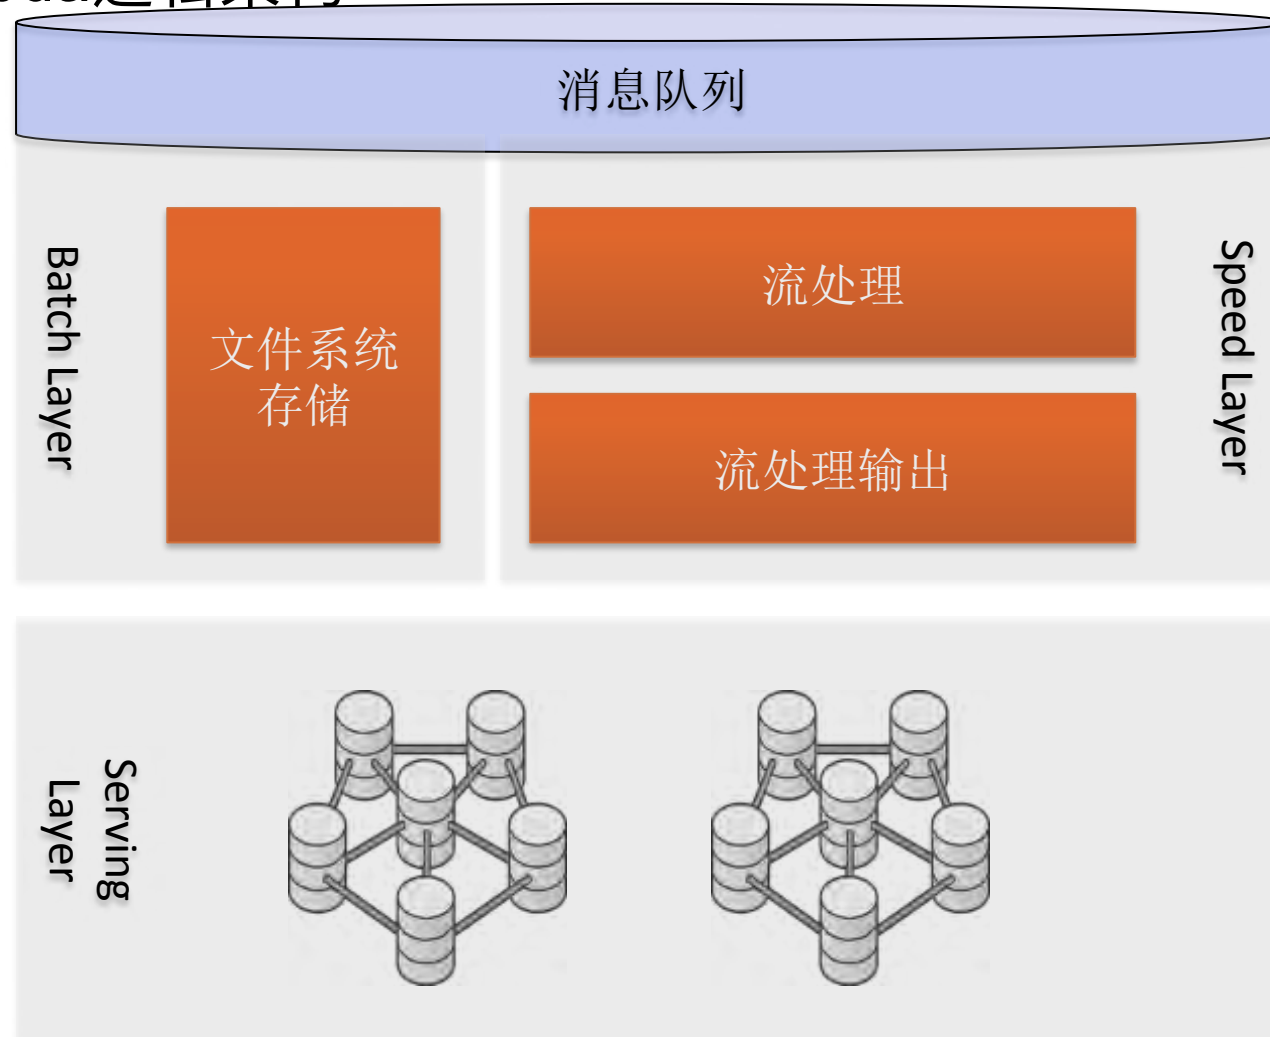 消息队列
Batch Layer
文件系统
存储
流处理
流处理输出
Speed Layer
Serving
Layer